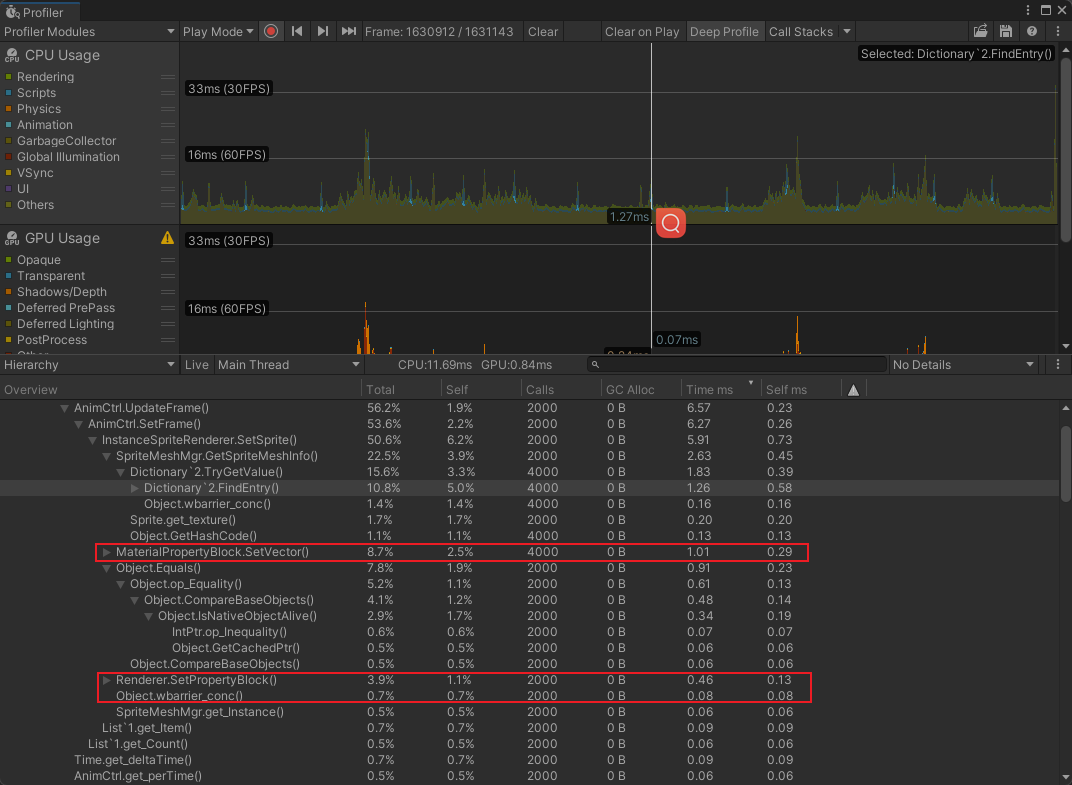 Profiler
Profiler Modules Play Mode Frame: 1630912 / 1631143 Clear Clear on Play Deep Profile Call Stacks
CPU Usage
Selected: Dictionary`2.FindEntry()
Rendering
Scripts
Physics
Animation
GarbageCollector
Global Illumination
VSync
UI
Others
33ms (30FPS)
16ms (60FPS)
1.27ms
GPU Usage
Opaque
Transparent
Shadows/Depth
Deferred PrePass
Deferred Lighting
PostProcess
33ms (30FPS)
16ms (60FPS)
0.07ms
Hierarchy Live Main Thread CPU:11.69ms GPU:0.84ms No Details
Overview Total Self Calls GC Alloc Time ms Self ms
AnimCtrl.UpdateFrame() 56.2% 1.9% 2000 0 B 6.57 0.23
AnimCtrl.SetFrame() 53.6% 2.2% 2000 0 B 6.27 0.26
InstanceSpriteRenderer.SetSprite() 50.6% 6.2% 2000 0 B 5.91 0.73
SpriteMeshMgr.GetSpriteMeshInfo() 22.5% 3.9% 2000 0 B 2.63 0.45
Dictionary`2.TryGetValue() 15.6% 3.3% 4000 0 B 1.83 0.39
Dictionary`2.FindEntry() 10.8% 5.0% 4000 0 B 1.26 0.58
Object.wbarrier_conc() 1.4% 1.4% 4000 0 B 0.16 0.16
Sprite.get_texture() 1.7% 1.7% 2000 0 B 0.20 0.20
Object.GetHashCode() 1.1% 1.1% 2000 0 B 0.13 0.13
MaterialPropertyBlock.SetVector() 8.7% 2.5% 4000 0 B 1.01 0.29
Object.Equals() 7.8% 1.9% 2000 0 B 0.91 0.23
Object.op_Equality() 5.2% 1.1% 2000 0 B 0.61 0.13
Object.CompareBaseObjects() 4.1% 1.2% 2000 0 B 0.48 0.14
Object.IsNativeObjectAlive() 2.9% 1.7% 2000 0 B 0.34 0.19
IntPtr.op_Inequality() 0.6% 0.6% 2000 0 B 0.07 0.07
Object.GetCachedPtr() 0.5% 0.5% 2000 0 B 0.06 0.06
Object.CompareBaseObjects() 0.5% 0.5% 2000 0 B 0.06 0.06
Renderer.SetPropertyBlock() 3.9% 1.1% 2000 0 B 0.46 0.13
Object.wbarrier_conc() 0.7% 0.7% 2000 0 B 0.08 0.08
SpriteMeshMgr.get_Instance() 0.5% 0.5% 2000 0 B 0.06 0.06
List`1.get_Item() 0.7% 0.7% 2000 0 B 0.09 0.09
List`1.get_Count() 0.5% 0.5% 2000 0 B 0.06 0.06
Time.get_deltaTime() 0.7% 0.7% 2000 0 B 0.09 0.09
AnimCtrl.get_perTime() 0.5% 0.5% 2000 0 B 0.06 0.06